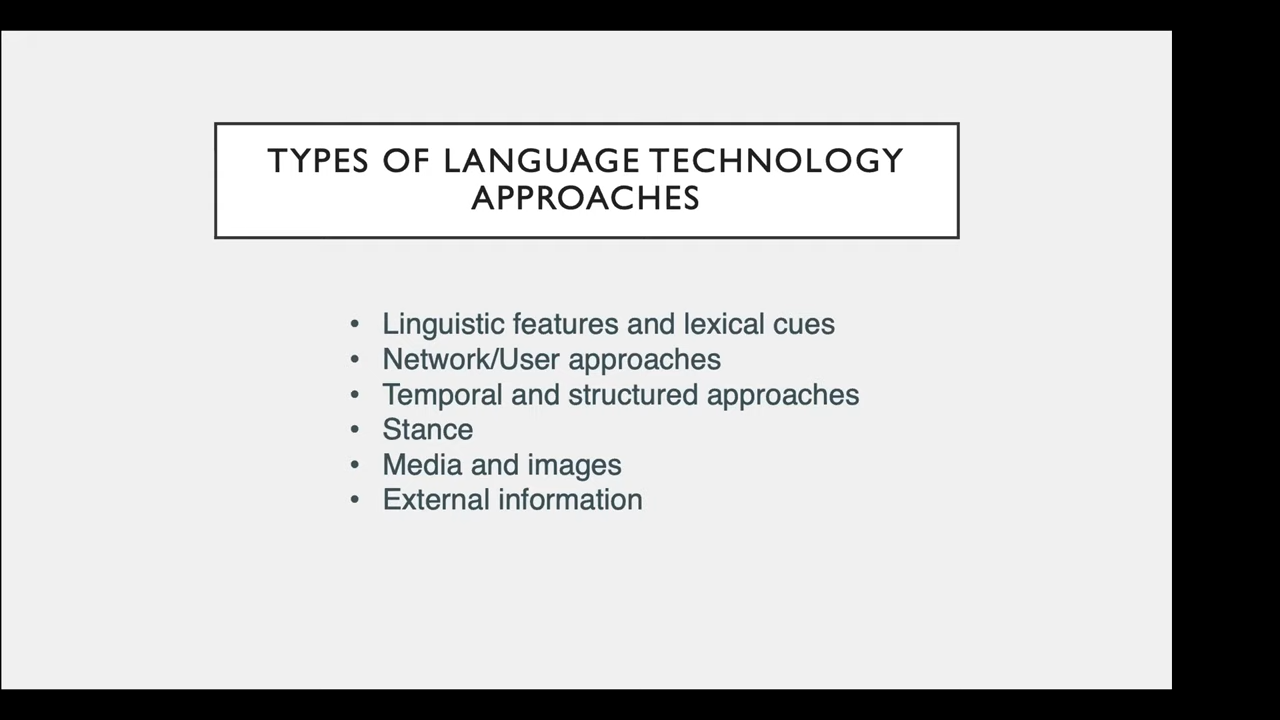 TYPES OF LANGUAGE TECHNOLOGY
APPROACHES
• Linguistic features and lexical cues
• Network/User approaches
• Temporal and structured approaches
• Stance
• Media and images
• External information